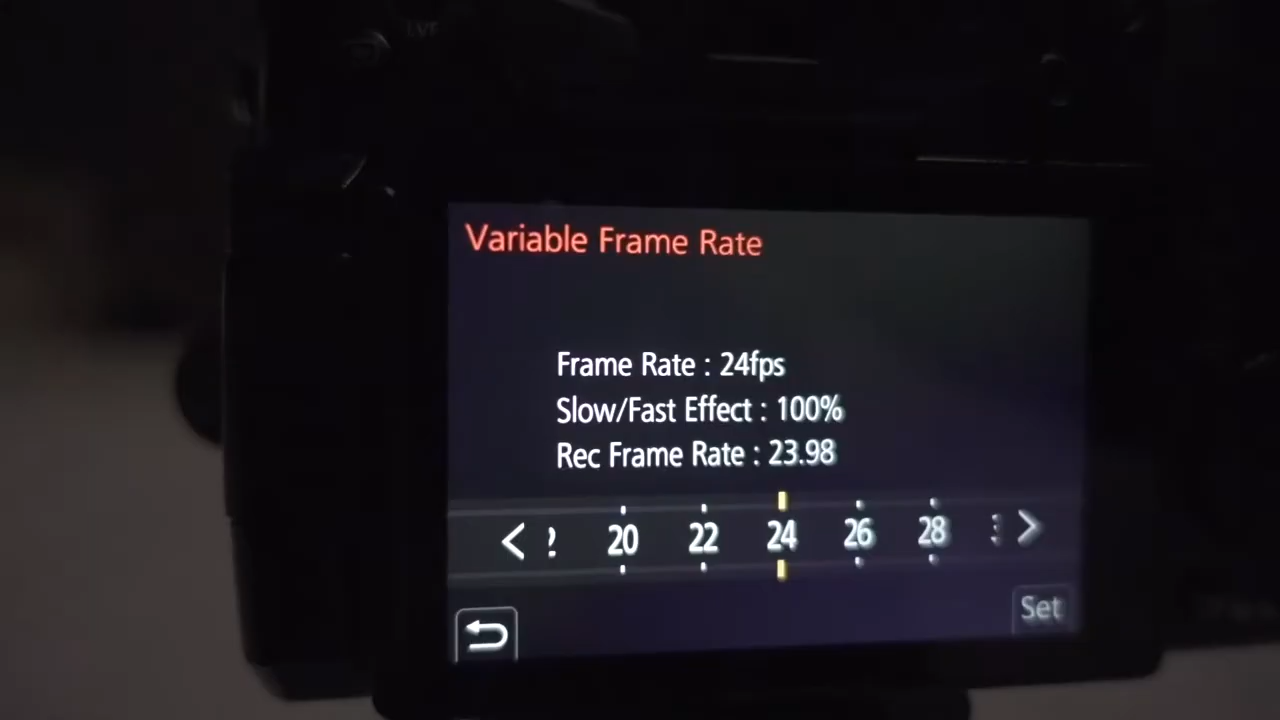 LVF
Variable Frame Rate
Frame Rate : 24fps
Slow/Fast Effect : 100%
Rec Frame Rate : 23.98
20 22 24 26 28
Set